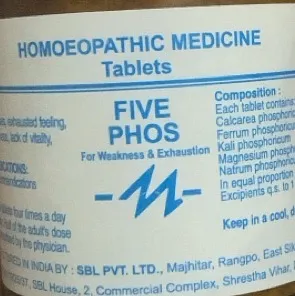 HOMOEOPATHIC MEDICINE
Tablets
exhausted feeling,
lack of vitality,
FIVE
PHOS
For Weakness & Exhaustion
Composition :
Each tablet contains
Calcarea phosphoric
Ferrum phosphoric
Kali phosphoricum
Magnesium phosph
Natrum phosphoric
In equal proportion
Excipients q.s. to 1
Keep in a cool, d
four times a day
of the adult's dose
by the physician.
INDIA BY : SBL PVT. LTD., Majhitar, Rangpo, East Sik
SBL House, 2, Commercial Complex, Shrestha Vihar,